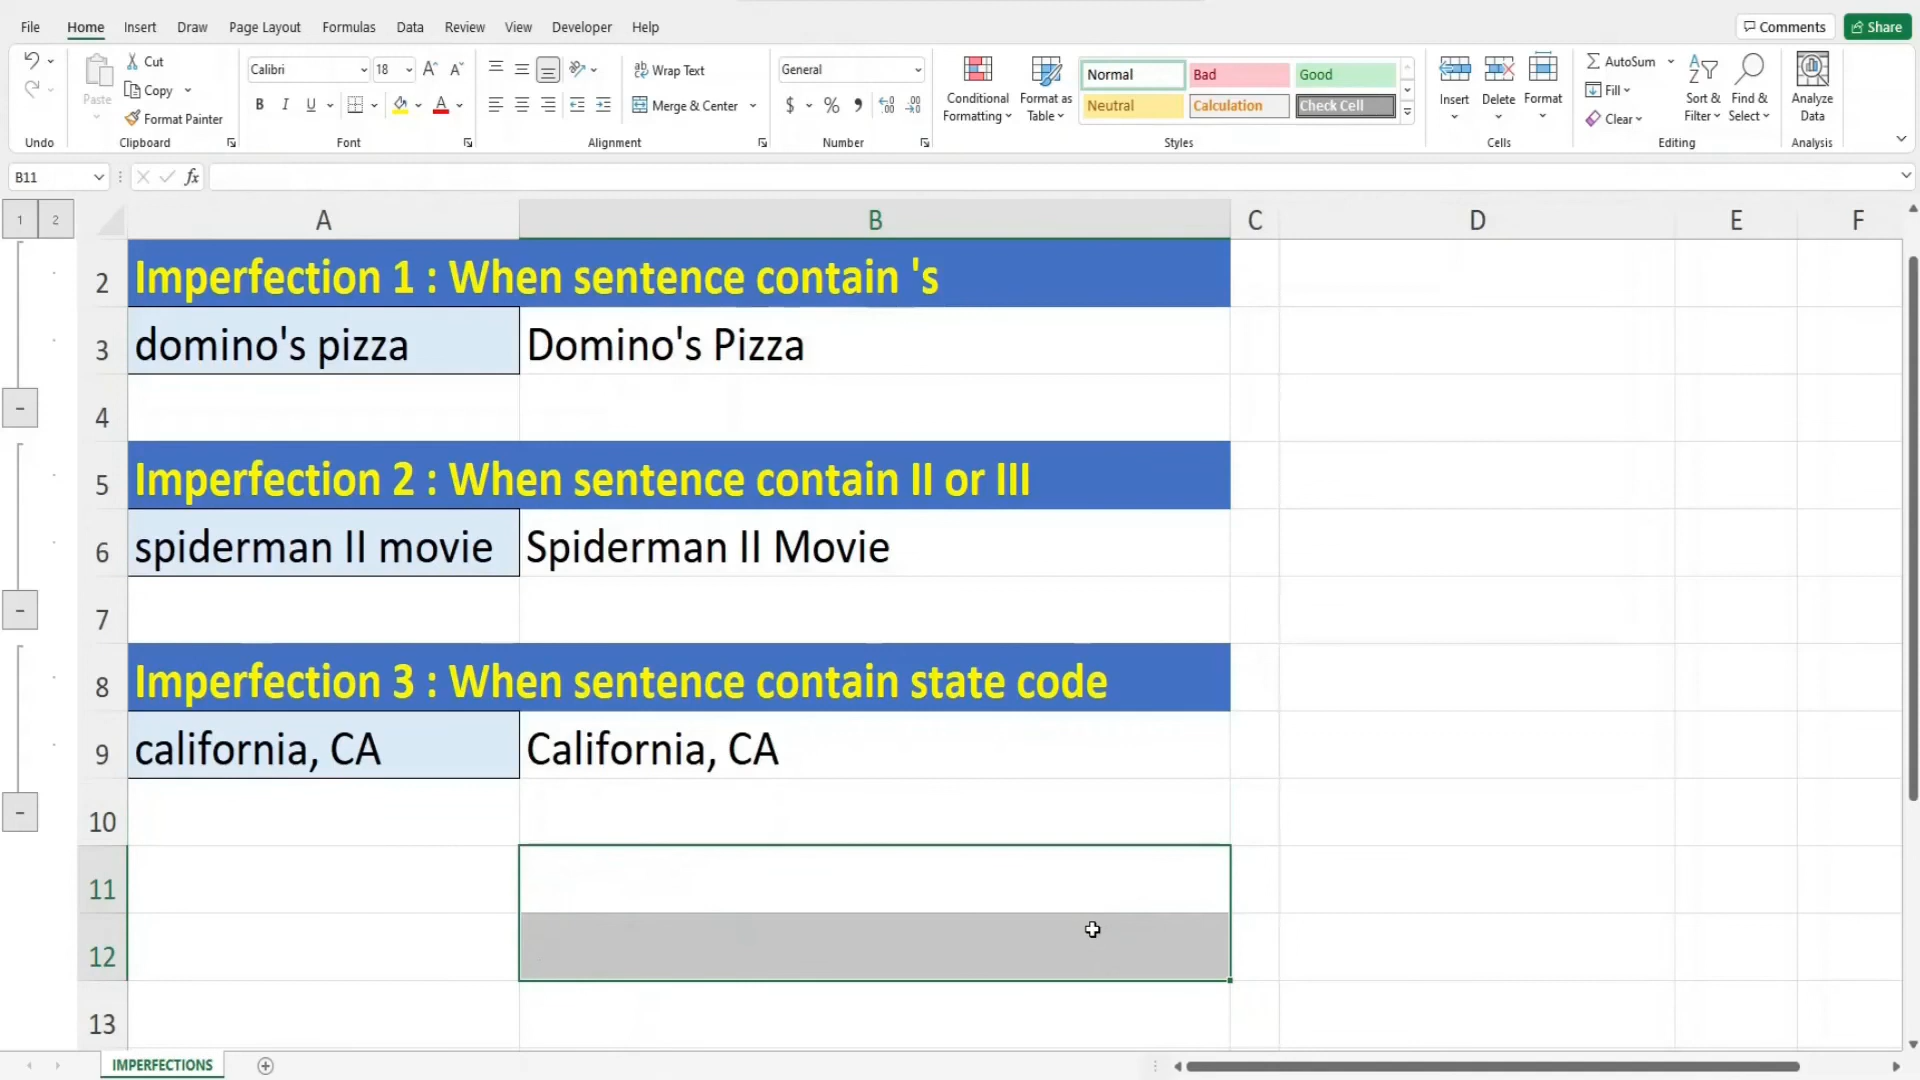 File Home Insert Draw Page Layout Formulas Data Review View Developer Help Comments Share
Paste
Cut
Copy
Format Painter
Calibri 18
B I U A
Wrap Text
Merge & Center
General
$ % ,
Conditional Formatting
Format as Table
Normal Bad Good
Neutral Calculation Check Cell
Insert Delete Format
AutoSum
Fill
Clear
Sort & Filter
Find & Select
Analyze Data
Undo Clipboard Font Alignment Number Styles Cells Editing Analysis
B11 fx
1 2 A B C D E F
2 Imperfection 1 : When sentence contain 's
3 domino's pizza Domino's Pizza
4
5 Imperfection 2 : When sentence contain II or III
6 spiderman II movie Spiderman II Movie
7
8 Imperfection 3 : When sentence contain state code
9 california, CA California, CA
10
11
12
13
IMPERFECTIONS